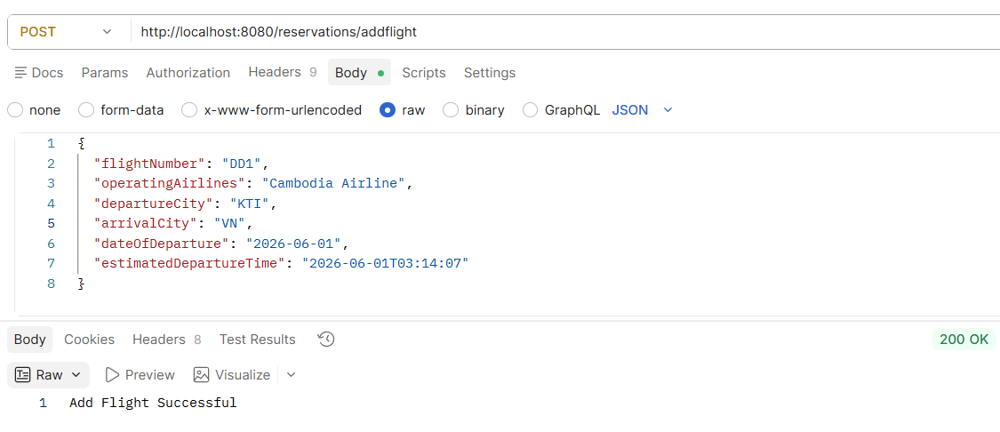 POST http://localhost:8080/reservations/addflight
Docs Params Authorization Headers 9 Body Scripts Settings
none form-data x-www-form-urlencoded raw binary GraphQL JSON
1 {
2 "flightNumber": "DD1",
3 "operatingAirlines": "Cambodia Airline",
4 "departureCity": "KTI",
5 "arrivalCity": "VN",
6 "dateOfDeparture": "2026-06-01",
7 "estimatedDepartureTime": "2026-06-01T03:14:07"
8 }
Body Cookies Headers 8 Test Results 200 OK
Raw Preview Visualize
1 Add Flight Successful